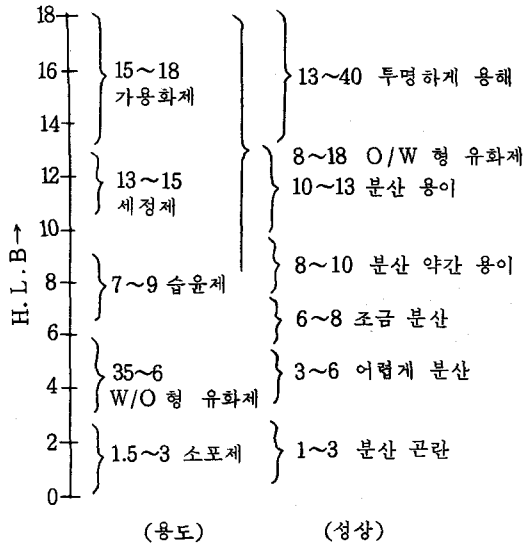 18
16
14
12
10
8
6
4
2
0
H.L.B→
15~18
가용화제
13~15
세정제
7~9 습윤제
35~6
W/O 형 유화제
1.5~3 소포제
(용도)
13~40 투명하게 용해
8~18 O/W 형 유화제
10~13 분산 용이
8~10 분산 약간 용이
6~8 조금 분산
3~6 어렵게 분산
1~3 분산 곤란
(성상)